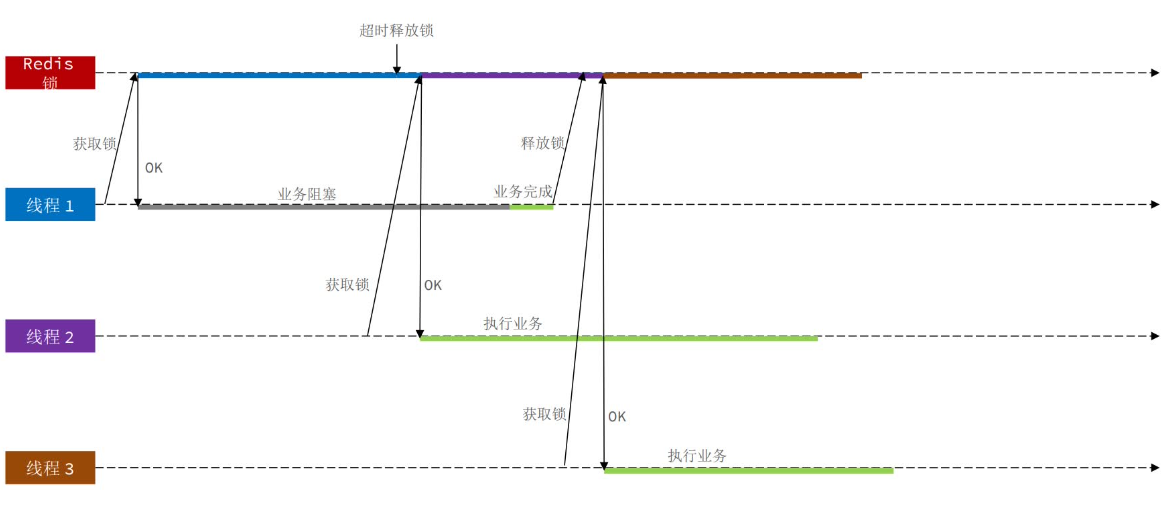 超时释放锁
Redis
锁
获取锁
OK
释放锁
线程 1
业务阻塞
业务完成
获取锁
OK
线程 2
执行业务
获取锁
OK
线程 3
执行业务